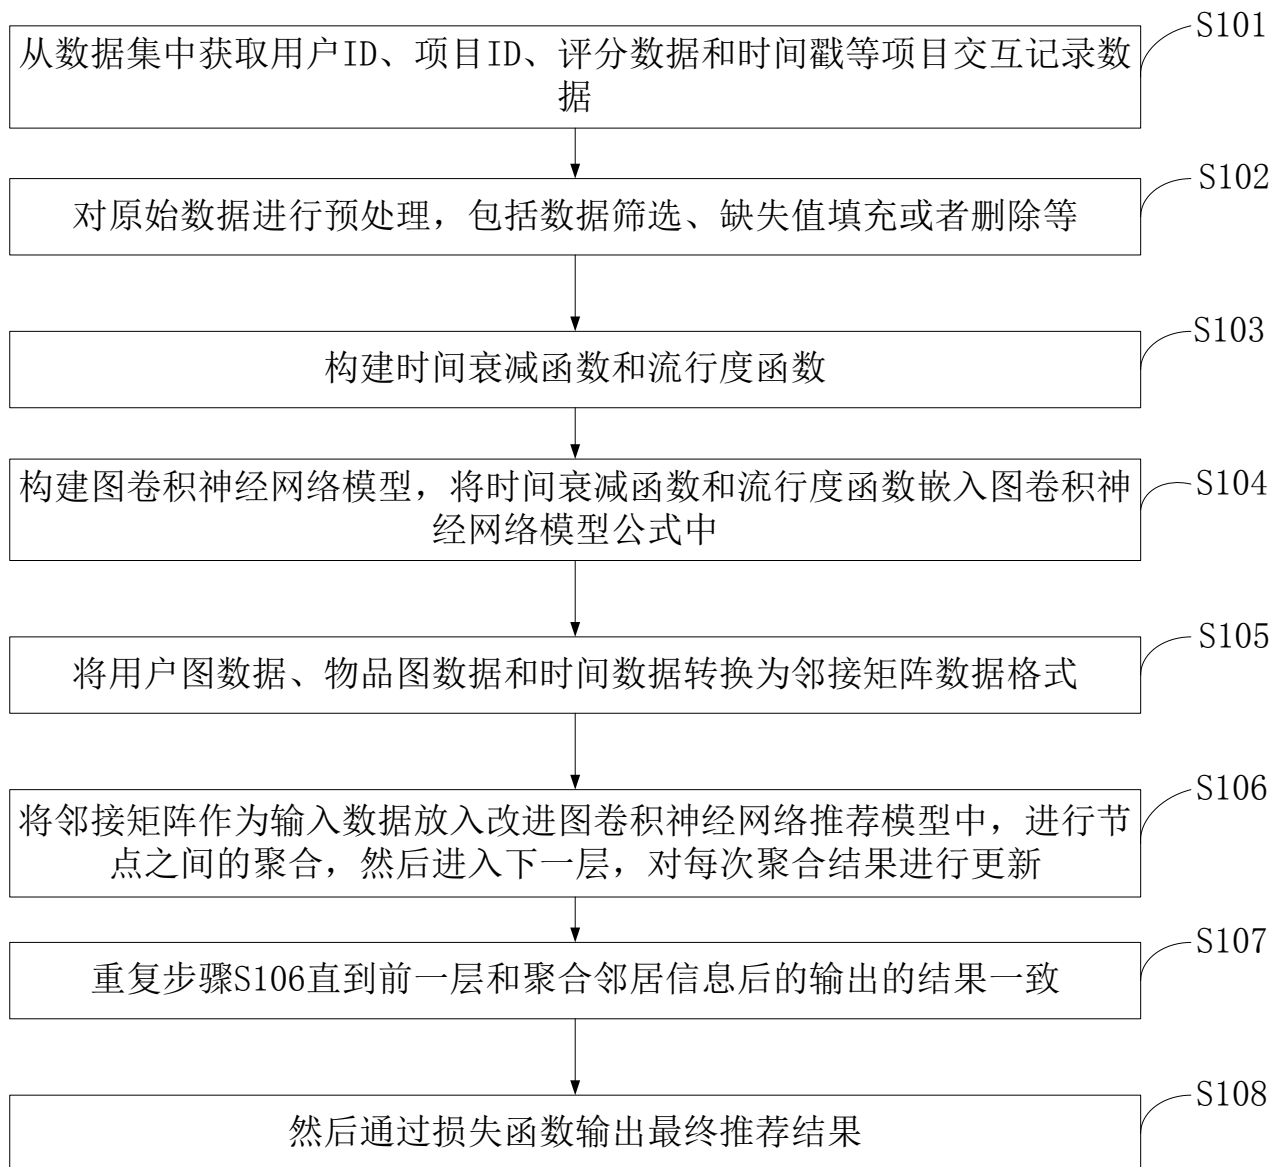 S101
从数据集中获取用户ID、项目ID、评分数据和时间戳等项目交互记录数
据
S102
对原始数据进行预处理，包括数据筛选、缺失值填充或者删除等
S103
构建时间衰减函数和流行度函数
S104
构建图卷积神经网络模型，将时间衰减函数和流行度函数嵌入图卷积神
经网络模型公式中
S105
将用户图数据、物品图数据和时间数据转换为邻接矩阵数据格式
S106
将邻接矩阵作为输入数据放入改进图卷积神经网络推荐模型中，进行节
点之间的聚合，然后进入下一层，对每次聚合结果进行更新
S107
重复步骤S106直到前一层和聚合邻居信息后的输出的结果一致
S108
然后通过损失函数输出最终推荐结果